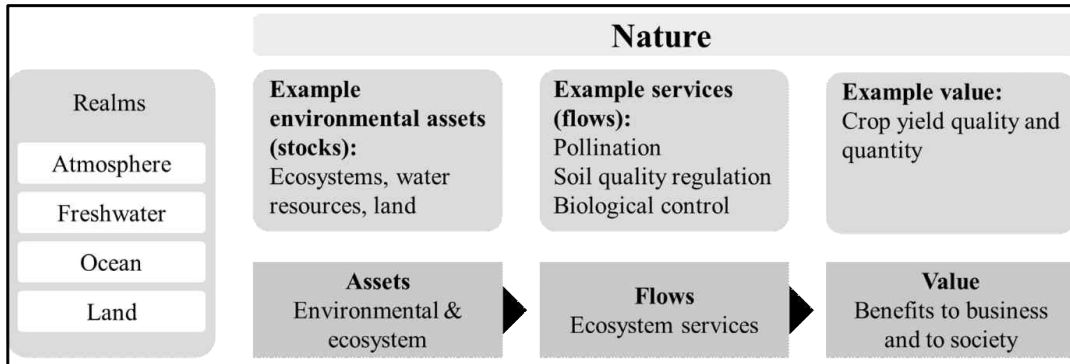 Nature
Realms
Atmosphere
Freshwater
Ocean
Land
Example
environmental assets
(stocks):
Ecosystems, water
resources, land
Example services
(flows):
Pollination
Soil quality regulation
Biological control
Example value:
Crop yield quality and
quantity
Assets
Environmental &
ecosystem
Flows
Ecosystem services
Value
Benefits to business
and to society